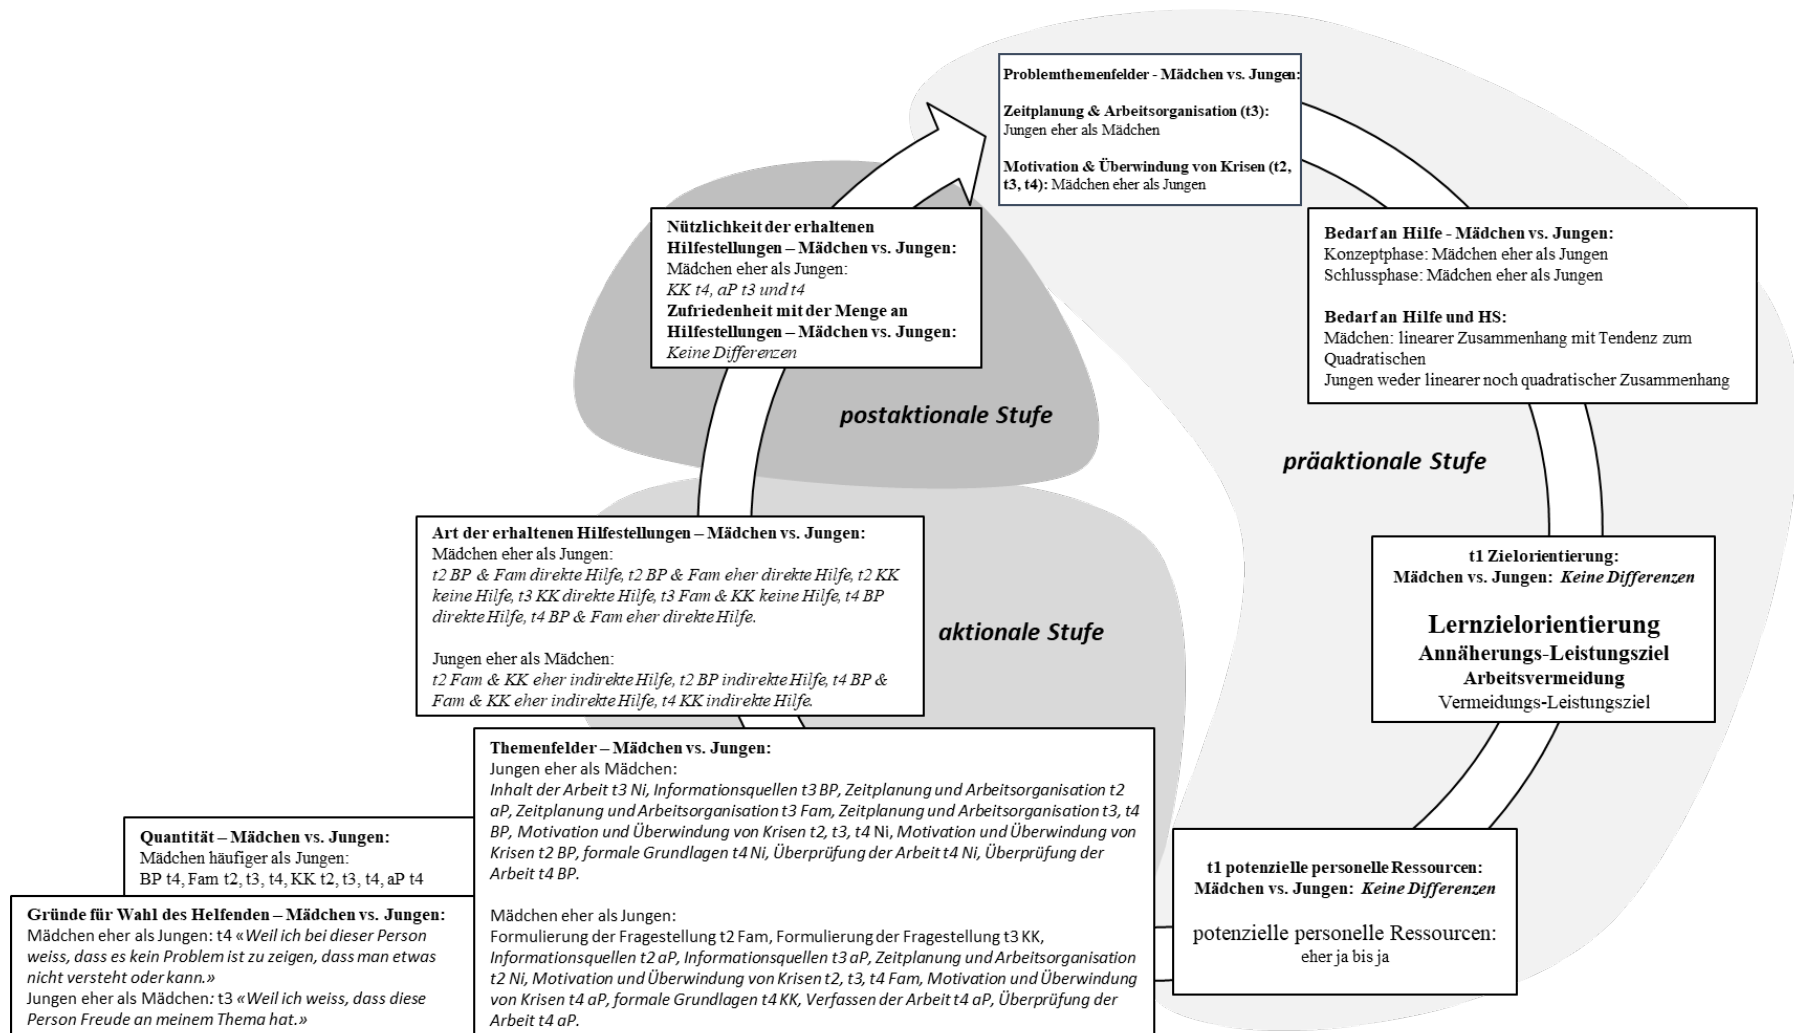 Problemthemenfelder - Mädchen vs. Jungen:
Zeitplanung & Arbeitsorganisation (t3):
Jungen eher als Mädchen
Motivation & Überwindung von Krisen (t2,
t3, t4): Mädchen eher als Jungen
Bedarf an Hilfe - Mädchen vs. Jungen:
Konzeptphase: Mädchen eher als Jungen
Schlussphase: Mädchen eher als Jungen
Bedarf an Hilfe und HS:
Mädchen: linearer Zusammenhang mit Tendenz zum
Quadratischen
Jungen weder linearer noch quadratischer Zusammenhang
präaktionale Stufe
t1 Zielorientierung:
Mädchen vs. Jungen: Keine Differenzen
Lernzielorientierung
Annäherungs-Leistungsziel
Arbeitsvermeidung
Vermeidungs-Leistungsziel
t1 potenzielle personelle Ressourcen:
Mädchen vs. Jungen: Keine Differenzen
potenzielle personelle Ressourcen:
eher ja bis ja
Nützlichkeit der erhaltenen
Hilfestellungen – Mädchen vs. Jungen:
Mädchen eher als Jungen:
KK t4, aP t3 und t4
Zufriedenheit mit der Menge an
Hilfestellungen – Mädchen vs. Jungen:
Keine Differenzen
postaktionale Stufe
Art der erhaltenen Hilfestellungen – Mädchen vs. Jungen:
Mädchen eher als Jungen:
t2 BP & Fam direkte Hilfe, t2 BP & Fam eher direkte Hilfe, t2 KK
keine Hilfe, t3 KK direkte Hilfe, t3 Fam & KK keine Hilfe, t4 BP
direkte Hilfe, t4 BP & Fam eher direkte Hilfe.
Jungen eher als Mädchen:
t2 Fam & KK eher indirekte Hilfe, t2 BP indirekte Hilfe, t4 BP &
Fam & KK eher indirekte Hilfe, t4 KK indirekte Hilfe.
aktionale Stufe
Themenfelder – Mädchen vs. Jungen:
Jungen eher als Mädchen:
Inhalt der Arbeit t3 Ni, Informationsquellen t3 BP, Zeitplanung und Arbeitsorganisation t2
aP, Zeitplanung und Arbeitsorganisation t3 Fam, Zeitplanung und Arbeitsorganisation t3, t4
BP, Motivation und Überwindung von Krisen t2, t3, t4 Ni, Motivation und Überwindung von
Krisen t2 BP, formale Grundlagen t4 Ni, Überprüfung der Arbeit t4 Ni, Überprüfung der
Arbeit t4 BP.
Mädchen eher als Jungen:
Formulierung der Fragestellung t2 Fam, Formulierung der Fragestellung t3 KK,
Informationsquellen t2 aP, Informationsquellen t3 aP, Zeitplanung und Arbeitsorganisation
t2 Ni, Motivation und Überwindung von Krisen t2, t3, t4 Fam, Motivation und Überwindung
von Krisen t4 aP, formale Grundlagen t4 KK, Verfassen der Arbeit t4 aP, Überprüfung der
Arbeit t4 aP.
Quantität – Mädchen vs. Jungen:
Mädchen häufiger als Jungen:
BP t4, Fam t2, t3, t4, KK t2, t3, t4, aP t4
Gründe für Wahl des Helfenden – Mädchen vs. Jungen:
Mädchen eher als Jungen: t4 «Weil ich bei dieser Person
weiss, dass es kein Problem ist zu zeigen, dass man etwas
nicht versteht oder kann.»
Jungen eher als Mädchen: t3 «Weil ich weiss, dass diese
Person Freude an meinem Thema hat.»